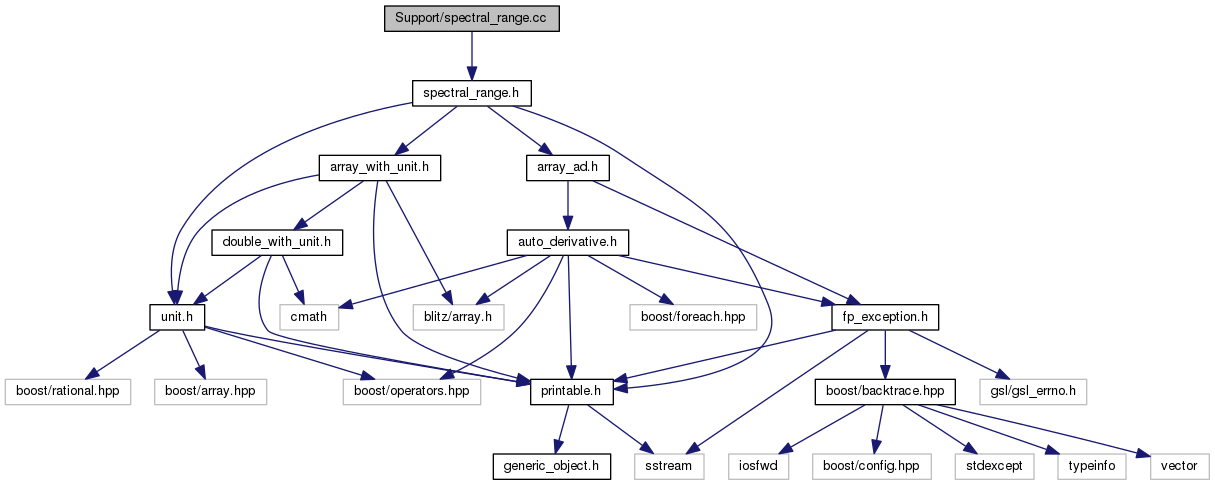 Support/spectral_range.cc
spectral_range.h
array_with_unit.h
array_ad.h
double_with_unit.h
auto_derivative.h
unit.h
cmath
blitz/array.h
boost/foreach.hpp
fp_exception.h
boost/rational.hpp
boost/array.hpp
boost/operators.hpp
printable.h
boost/backtrace.hpp
gsl/gsl_errno.h
generic_object.h
sstream
iosfwd
boost/config.hpp
stdexcept
typeinfo
vector